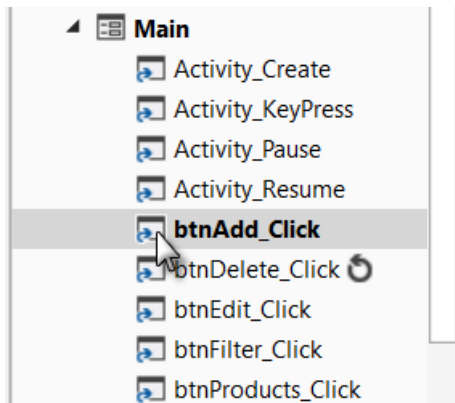 Main
Activity_Create
Activity_KeyPress
Activity_Pause
Activity_Resume
btnAdd_Click
btnDelete_Click
btnEdit_Click
btnFilter_Click
btnProducts_Click